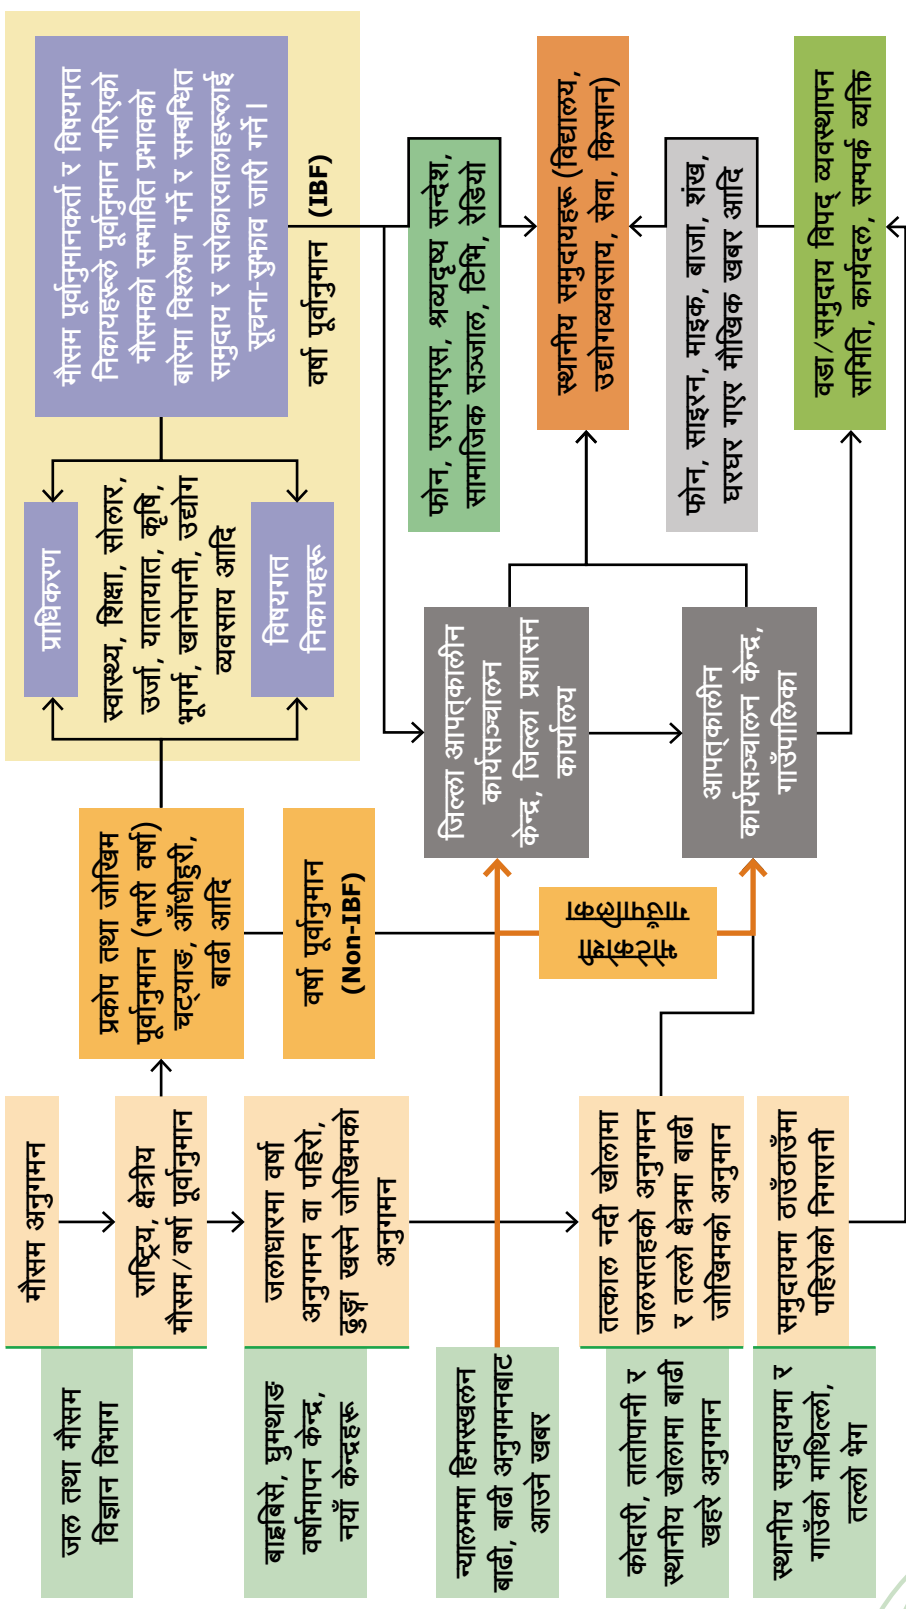 जल तथा मौसम
विज्ञान विभाग
बाह्रबिसे, घुमथाङ
वर्षामापन केन्द्र,
नयाँ केन्द्रहरू
न्यालममा हिमस्खलन
बाढी, बाढी अनुगमनबाट
आउने खबर
कोदारी, तातोपानी र
स्थानीय खोलामा बाढी
खहरे अनुगमन
स्थानीय समुदायमा र
गाउँको माथिल्लो,
तल्लो भेग
मौसम अनुगमन
राष्ट्रिय, क्षेत्रीय
मौसम/वर्षा पूर्वानुमान
जलाधारमा वर्षा
अनुगमन वा पहिरो,
ढुङ्गा खस्ने जोखिमको
अनुगमन
तत्काल नदी खोलामा
जलसतहको अनुगमन
र तल्लो क्षेत्रमा बाढी
जोखिमको अनुमान
समुदायमा ठाउँठाउँमा
पहिरोको निगरानी
प्रकोप तथा जोखिम
पूर्वानुमान (भारी वर्षा)
चट्याङ, आँधीहुरी,
बाढी आदि
वर्षा पूर्वानुमान
(Non-IBF)
भोटेकोशी
गाउँपालिका
प्राधिकरण
स्वास्थ्य, शिक्षा, सोलार,
उर्जा, यातायात, कृषि,
भूगर्भ, खानेपानी, उद्योग
व्यवसाय आदि
विषयगत
निकायहरू
जिल्ला आपत्कालीन
कार्यसञ्चालन
केन्द्र, जिल्ला प्रशासन
कार्यालय
आपत्कालीन
कार्यसञ्चालन केन्द्र,
गाउँपालिका
मौसम पूर्वानुमानकर्ता र विषयगत
निकायहरूले पूर्वानुमान गरिएको
मौसमको सम्भावित प्रभावको
बारेमा विश्लेषण गर्ने र सम्बन्धित
समुदाय र सरोकारवालाहरूलाई
सूचना-सुझाव जारी गर्ने।
वर्षा पूर्वानुमान (IBF)
फोन, एसएमएस, श्रव्यदृष्य सन्देश,
सामाजिक सञ्जाल, टिभि, रेडियो
स्थानीय समुदायहरू (विद्यालय,
उद्योगव्यवसाय, सेवा, किसान)
फोन, साइरन, माइक, बाजा, शंख,
घरघर गएर मौखिक खबर आदि
वडा/समुदाय विपद् व्यवस्थापन
समिति, कार्यदल, सम्पर्क व्यक्ति